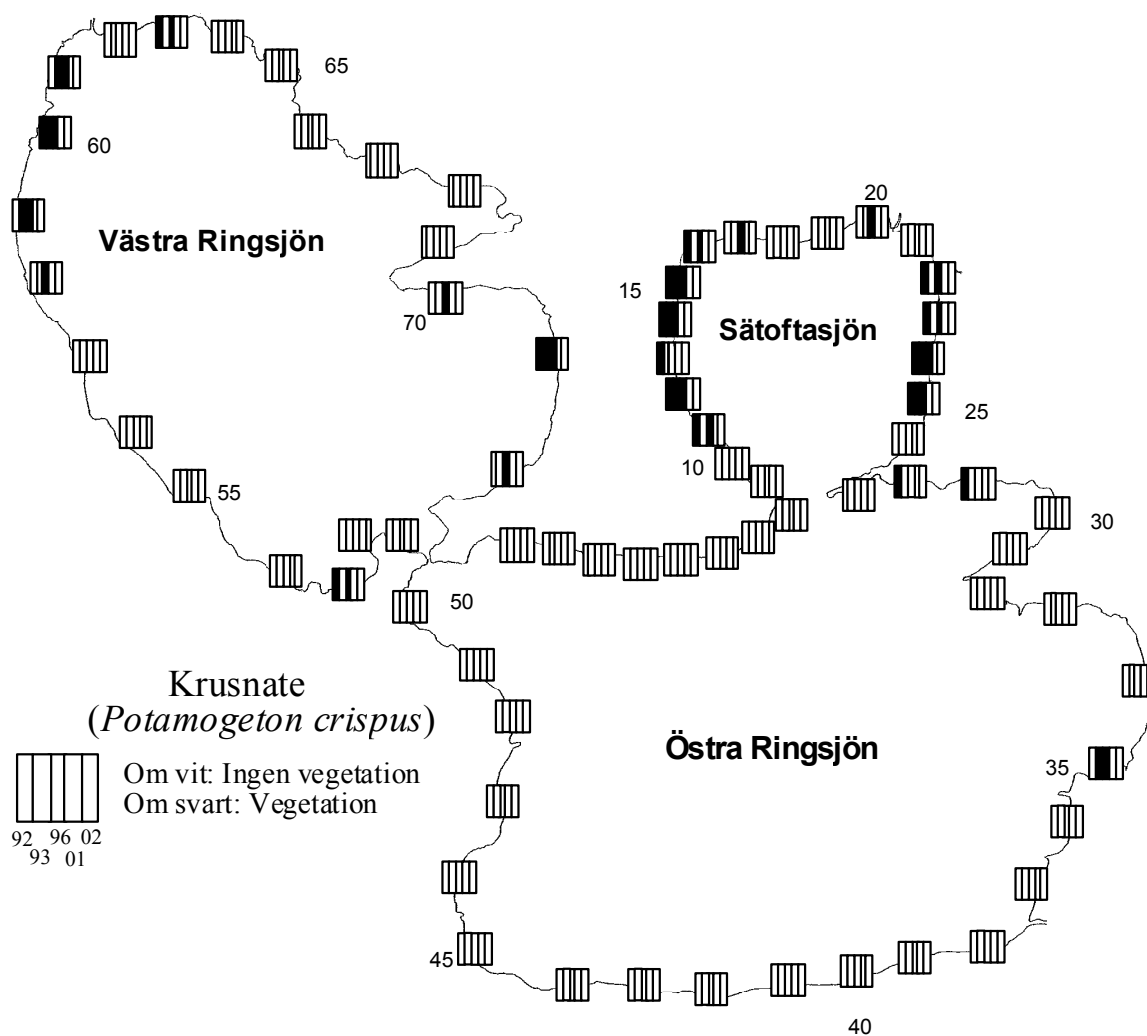 65
60
Västra Ringsjön
20
15
70
Sätoftasjön
25
10
55
30
50
Krusnate
(Potamogeton crispus)
Östra Ringsjön
35
Om vit: Ingen vegetation
Om svart: Vegetation
92 96 02
93 01
45
40